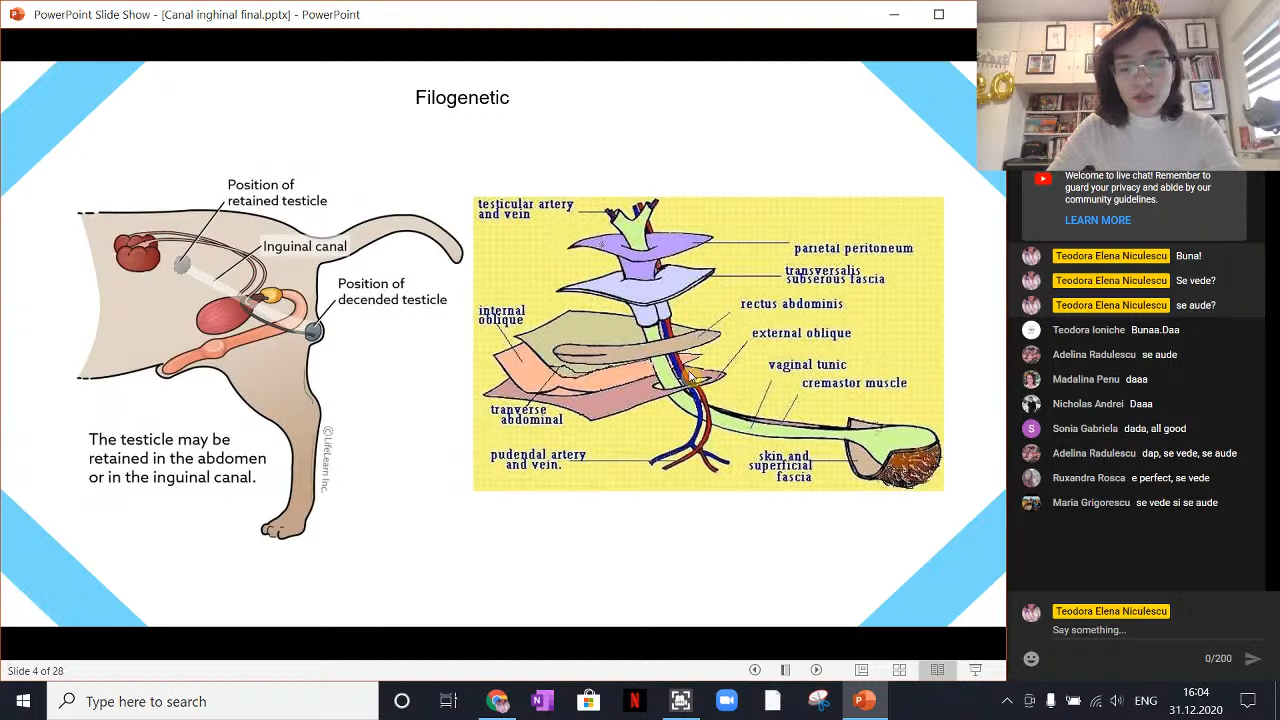 PowerPoint Slide Show - [Canal inghinal final.pptx] - PowerPoint
Filogenetic
Position of
retained testicle
Inguinal canal
Position of
decended testicle
The testicle may be
retained in the abdomen
or in the inguinal canal.
©LifeLearn Inc.
testicular artery
and vein
parietal peritoneum
transversalis
subserous fascia
rectus abdominis
internal
oblique
external oblique
vaginal tunic
cremastor muscle
tranverse
abdominal
pudendal artery
and vein.
skin and
superficial
fascia
Welcome to live chat! Remember to
guard your privacy and abide by our
community guidelines.
LEARN MORE
Teodora Elena Niculescu Buna!
Teodora Elena Niculescu Se vede?
Teodora Elena Niculescu se aude?
Teodora Ioniche Bunaa.Daa
Adelina Radulescu se aude
Madalina Penu daaa
Nicholas Andrei Daaa
S Sonia Gabriela dada, all good
Adelina Radulescu dap, se vede, se aude
Ruxandra Rosca e perfect, se vede
Maria Grigorescu se vede si se aude
Teodora Elena Niculescu
Say something...
0/200
Slide 4 of 28
Type here to search
ENG
16:04
31.12.2020